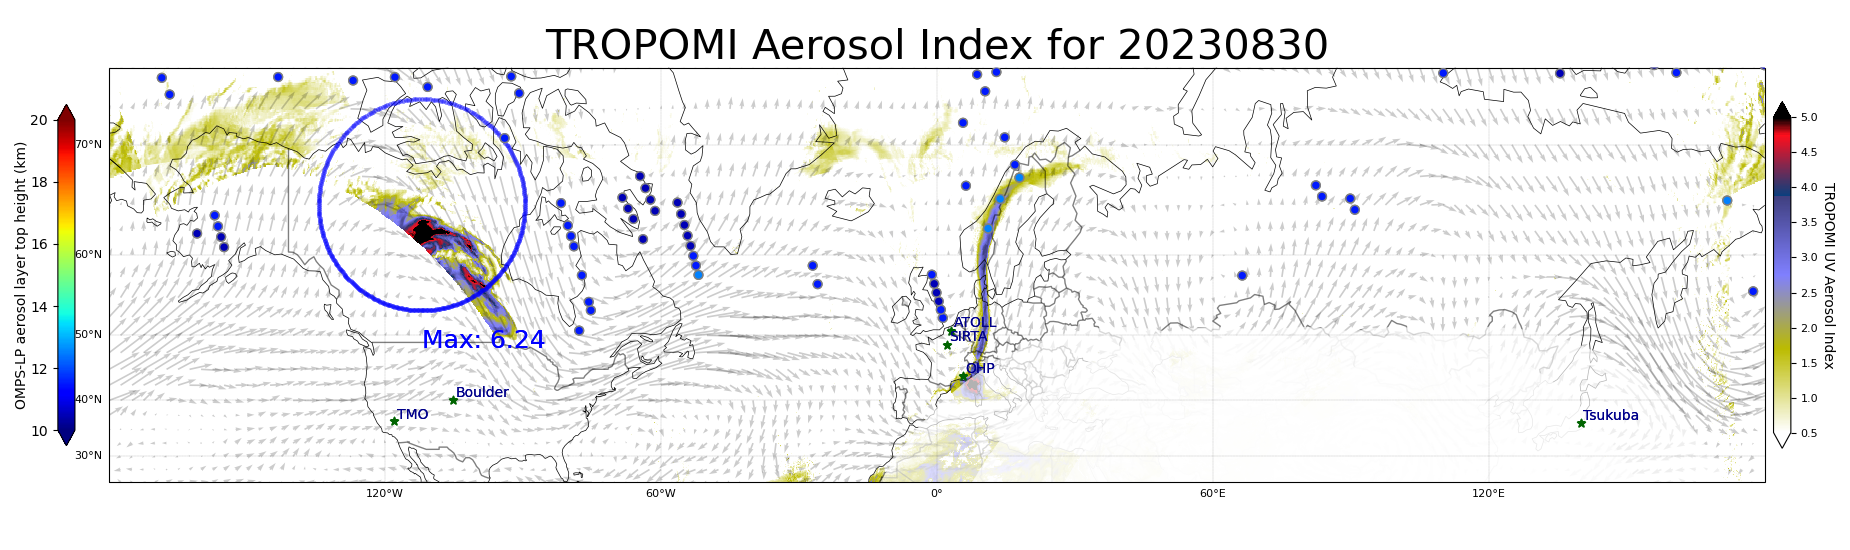 TROPOMI Aerosol Index for 20230830
OMPS-LP aerosol layer top height (km)
20
18
16
14
12
10
70°N
60°N
50°N
40°N
30°N
120°W
60°W
0°
60°E
120°E
Max: 6.24
ATOLL
SIRTA
OHP
Boulder
TMO
Tsukuba
5.0
4.5
4.0
3.5
3.0
2.5
2.0
1.5
1.0
0.5
TROPOMI UV Aerosol Index